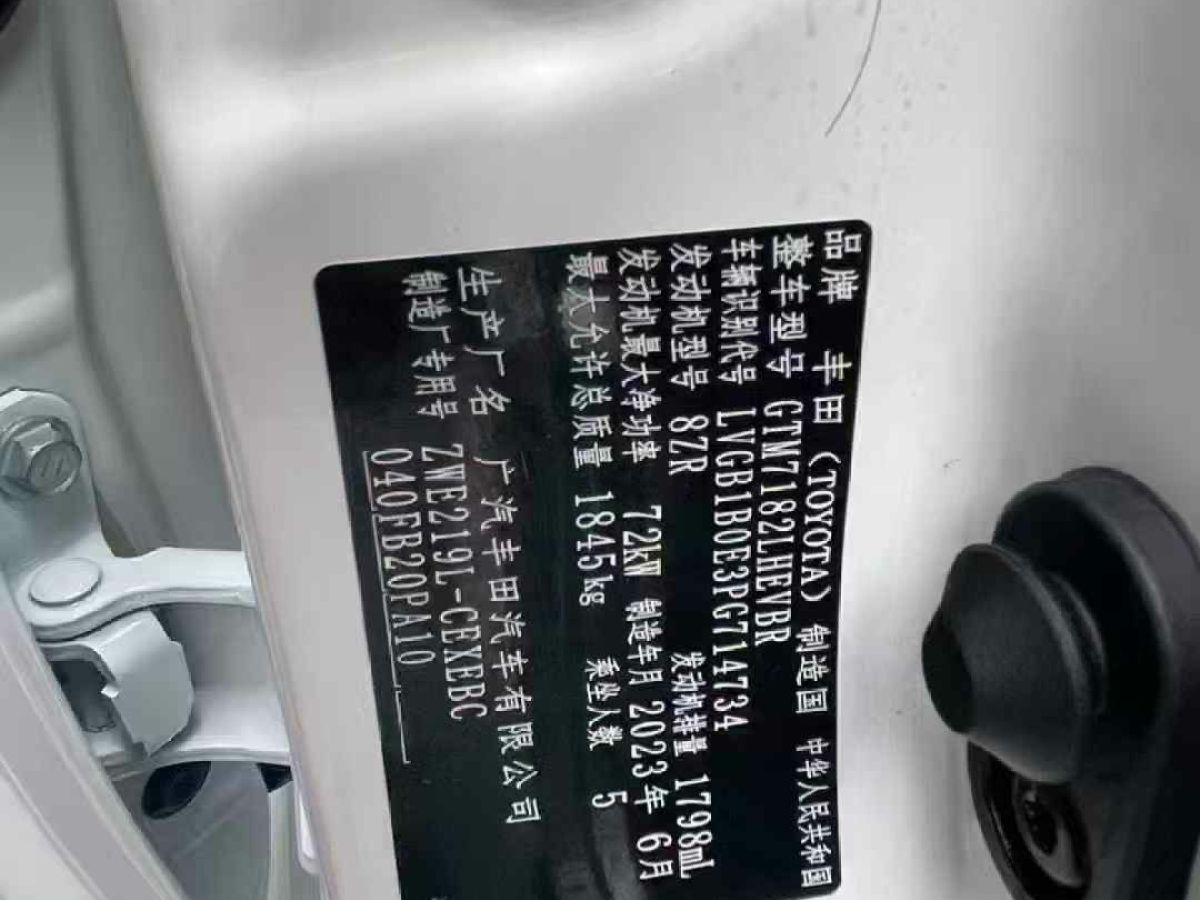 品牌 丰田 (TOYOTA) 制造国 中华人民共和国
整车型号 GTM7182LHEVBR
车辆识别代号 LVGB1B0E3PG714734
发动机型号 8ZR 发动机排量 1798mL
发动机最大净功率 72kW 制造年月 2023年 6月
最大允许总质量 1845kg 乘坐人数 5
生产厂名 广汽丰田汽车有限公司
制造厂专用号 ZWE219L-CEXEBC
040FB20PA10